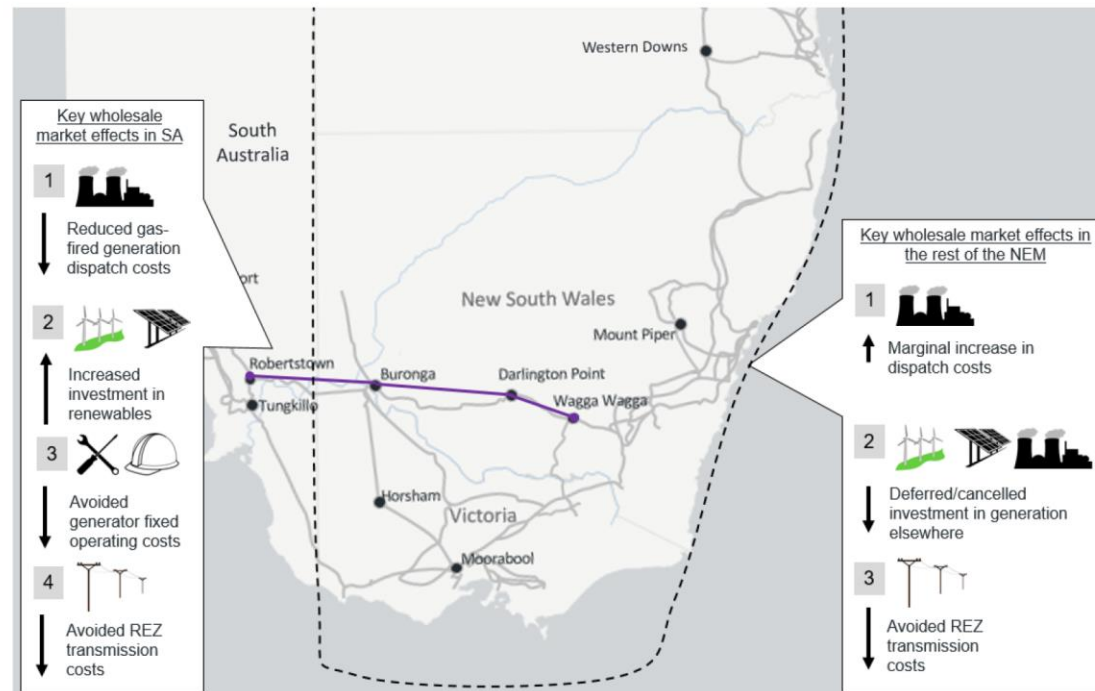 Western Downs
South
Australia
ort
New South Wales
Mount Piper
Robertstown
Buronga
Darlington Point
Wagga Wagga
Tungkillo
Horsham
Victoria
Moorabool
Key wholesale
market effects in SA
1
Reduced gas-
fired generation
dispatch costs
2
Increased
investment in
renewables
3
Avoided
generator fixed
operating costs
4
Avoided REZ
transmission
costs
Key wholesale market effects in
the rest of the NEM
1
Marginal increase in
dispatch costs
2
Deferred/cancelled
investment in generation
elsewhere
3
Avoided REZ
transmission
costs